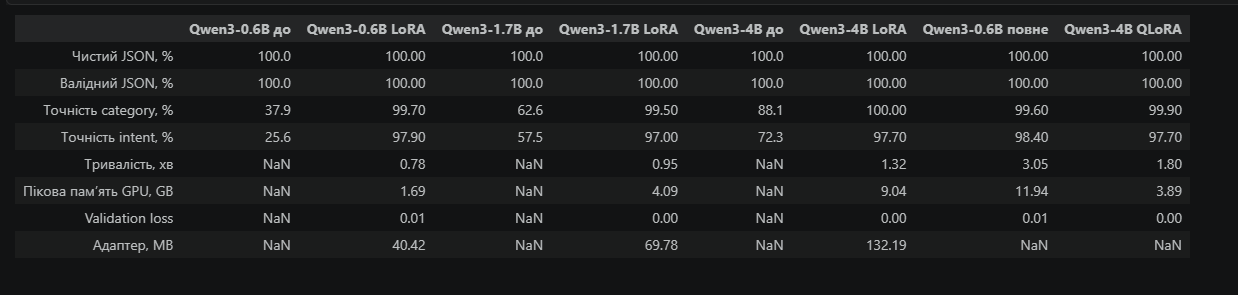 Qwen3-0.6B до Qwen3-0.6B LoRA Qwen3-1.7B до Qwen3-1.7B LoRA Qwen3-4B до Qwen3-4B LoRA Qwen3-0.6B повне Qwen3-4B QLoRA
Чистий JSON, % 100.0 100.00 100.0 100.00 100.0 100.00 100.00 100.00
Валідний JSON, % 100.0 100.00 100.0 100.00 100.0 100.00 100.00 100.00
Точність category, % 37.9 99.70 62.6 99.50 88.1 100.00 99.60 99.90
Точність intent, % 25.6 97.90 57.5 97.00 72.3 97.70 98.40 97.70
Тривалість, хв NaN 0.78 NaN 0.95 NaN 1.32 3.05 1.80
Пікова пам’ять GPU, GB NaN 1.69 NaN 4.09 NaN 9.04 11.94 3.89
Validation loss NaN 0.01 NaN 0.00 NaN 0.00 0.01 0.00
Адаптер, MB NaN 40.42 NaN 69.78 NaN 132.19 NaN NaN